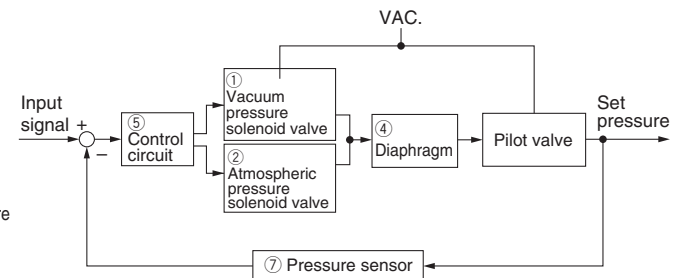 VAC.
Input
signal +
−
⑤
Control
circuit
①
Vacuum
pressure
solenoid valve
②
Atmospheric
pressure
solenoid valve
④
Diaphragm
Pilot valve
Set
pressure
⑦ Pressure sensor